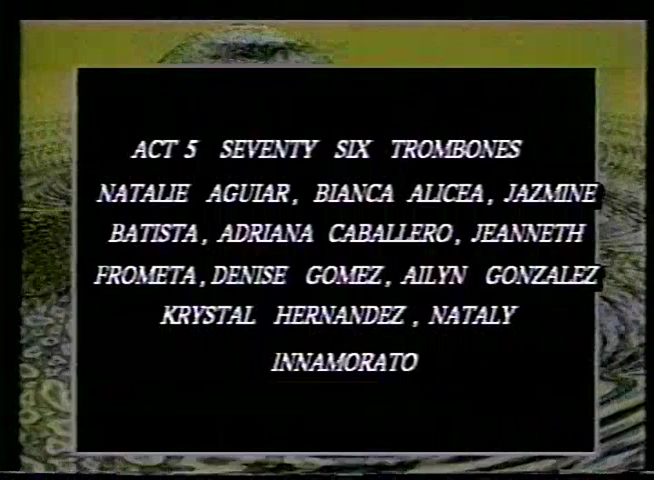 ACT 5 SEVENTY SIX TROMBONES
NATALIE AGUIAR, BIANCA ALICEA, JAZMINE
BATISTA, ADRIANA CABALLERO, JEANNETH
FROMETA, DENISE GOMEZ, AILYN GONZALEZ
KRYSTAL HERNANDEZ, NATALY
INNAMORATO